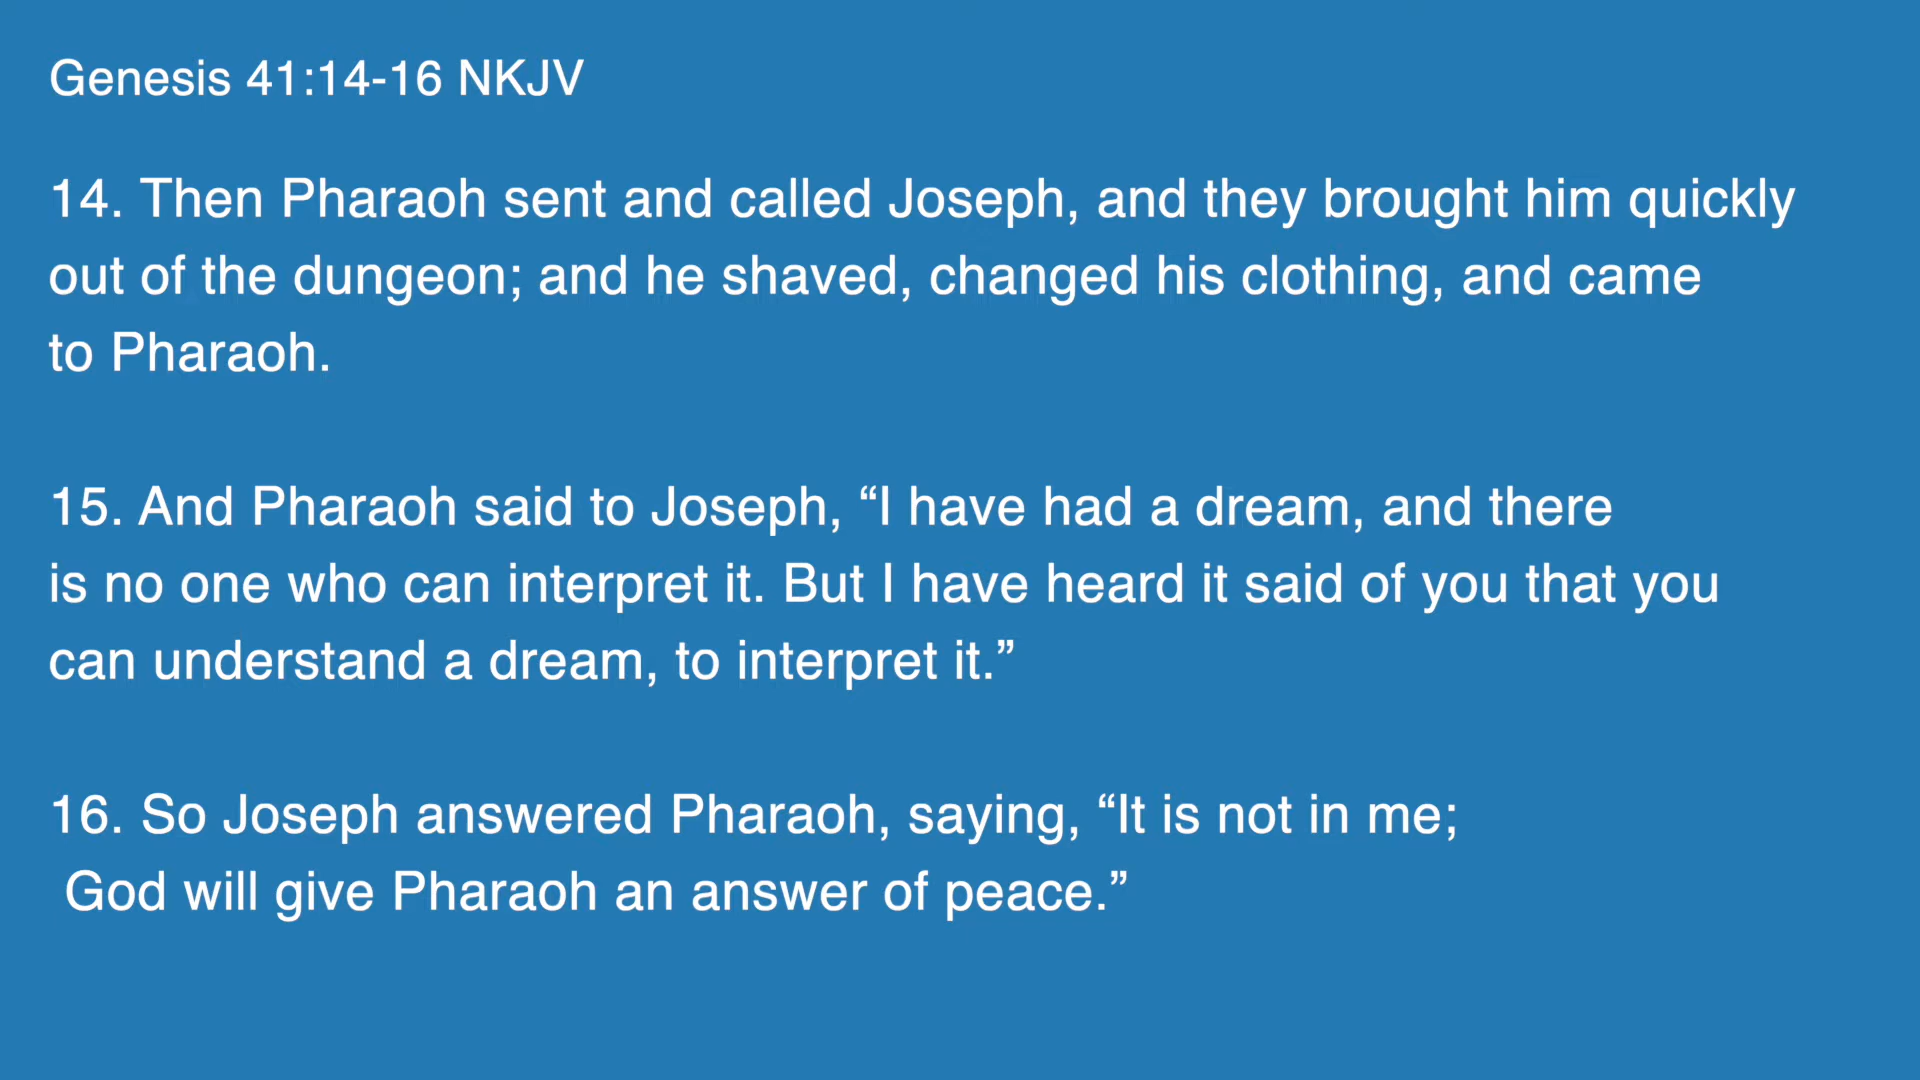 Genesis 41:14-16 NKJV
14. Then Pharaoh sent and called Joseph, and they brought him quickly
out of the dungeon; and he shaved, changed his clothing, and came
to Pharaoh.
15. And Pharaoh said to Joseph, “I have had a dream, and there
is no one who can interpret it. But I have heard it said of you that you
can understand a dream, to interpret it.”
16. So Joseph answered Pharaoh, saying, “It is not in me;
God will give Pharaoh an answer of peace.”